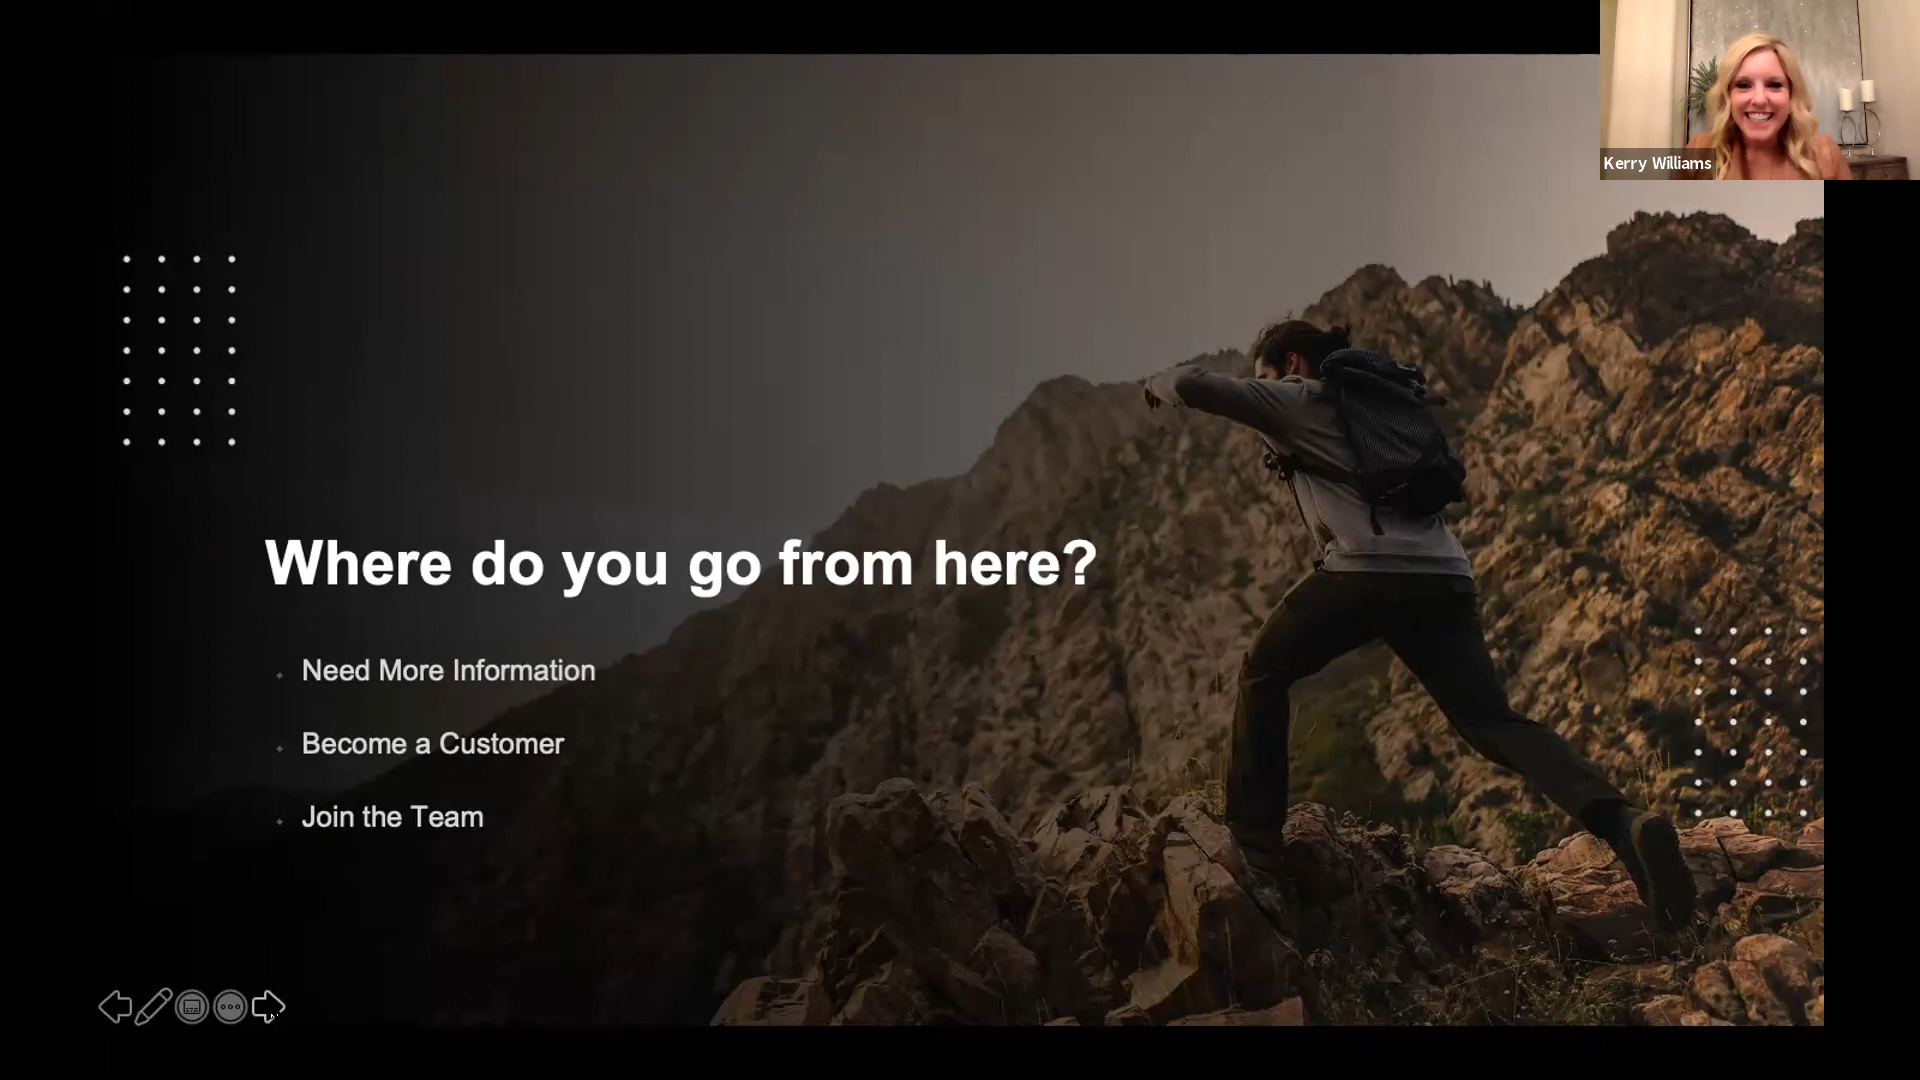 Kerry Williams
Where do you go from here?
Need More Information
Become a Customer
Join the Team